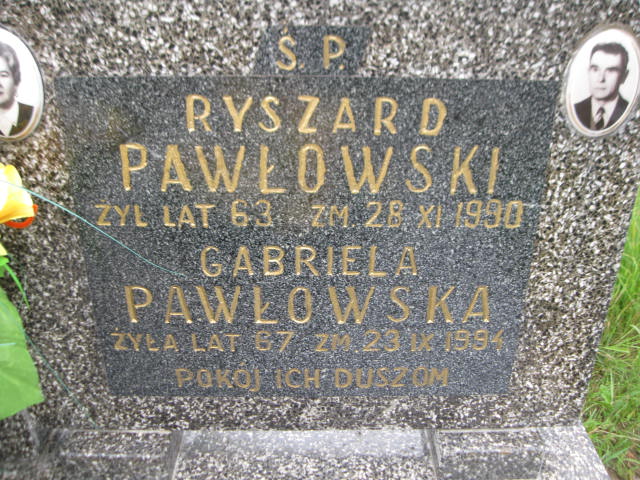 Ś.P.
RYSZARD
PAWŁOWSKI
ŻYŁ LAT 63 ZM. 28 XI 1990
GABRIELA
PAWŁOWSKA
ŻYŁA LAT 67 ZM 23 IX 1994
POKÓJ ICH DUSZOM